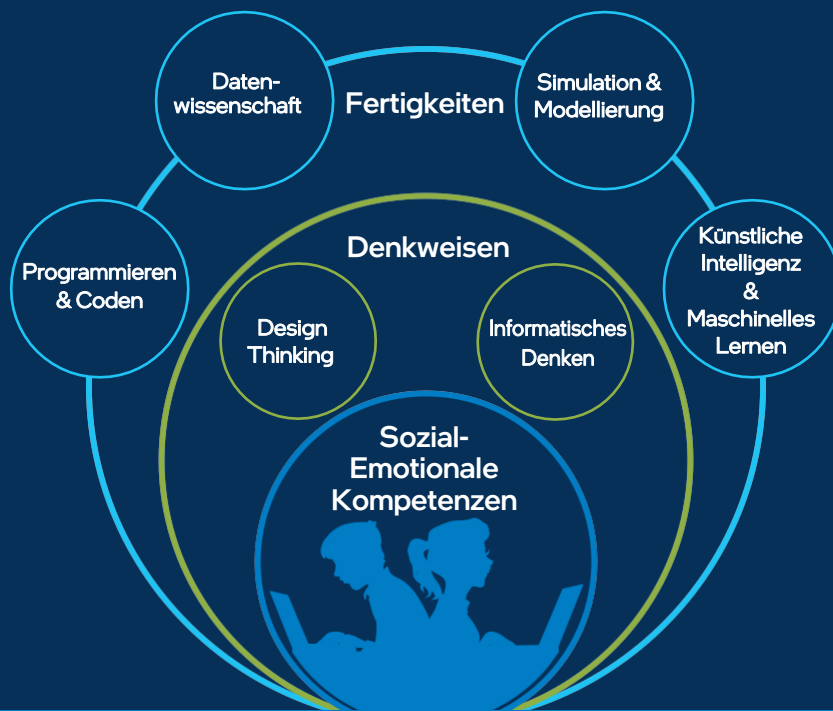 Daten-
wissenschaft
Fertigkeiten
Simulation &
Modellierung
Programmieren
& Coden
Denkweisen
Künstliche
Intelligenz
&
Maschinelles
Lernen
Design
Thinking
Informatisches
Denken
Sozial-
Emotionale
Kompetenzen